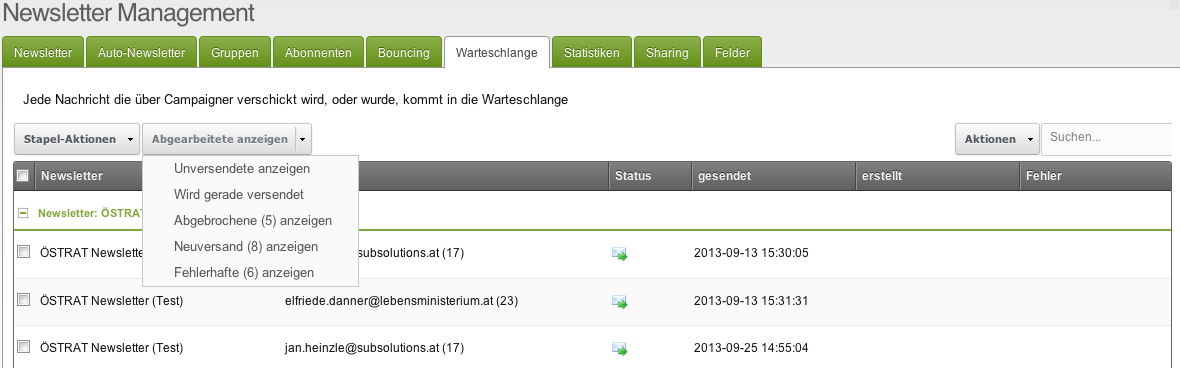 Newsletter Management
Newsletter Auto-Newsletter Gruppen Abonnenten Bouncing Warteschlange Statistiken Sharing Felder
Jede Nachricht die über Campaigner verschickt wird, oder wurde, kommt in die Warteschlange
Stapel-Aktionen Abgearbeitete anzeigen Aktionen Suchen...
Unversendete anzeigen
Wird gerade versendet
Abgebrochene (5) anzeigen
Neuversand (8) anzeigen
Fehlerhafte (6) anzeigen
Newsletter Status gesendet erstellt Fehler
Newsletter: ÖSTRAT
ÖSTRAT Newsletter subsolutions.at (17) 2013-09-13 15:30:05
ÖSTRAT Newsletter (Test) elfriede.danner@lebensministerium.at (23) 2013-09-13 15:31:31
ÖSTRAT Newsletter (Test) jan.heinzle@subsolutions.at (17) 2013-09-25 14:55:04